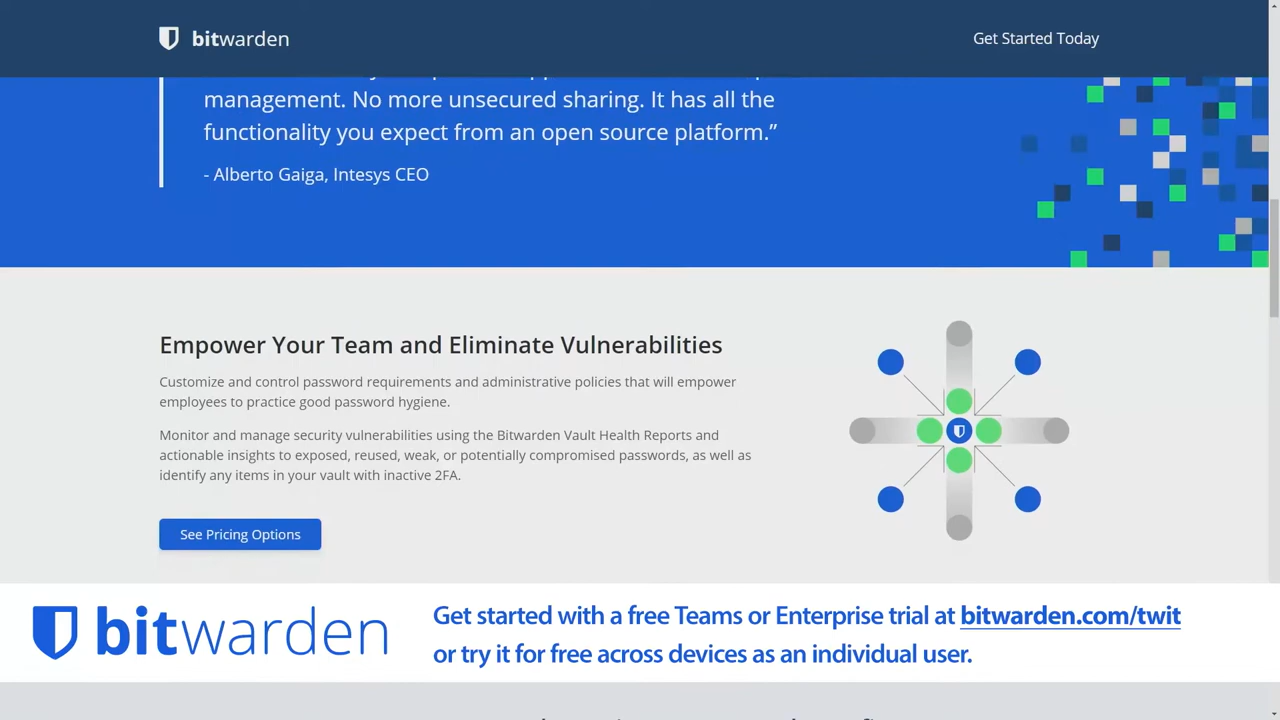 bitwarden
Get Started Today
management. No more unsecured sharing. It has all the
functionality you expect from an open source platform.”
- Alberto Gaiga, Intesys CEO
Empower Your Team and Eliminate Vulnerabilities
Customize and control password requirements and administrative policies that will empower
employees to practice good password hygiene.
Monitor and manage security vulnerabilities using the Bitwarden Vault Health Reports and
actionable insights to exposed, reused, weak, or potentially compromised passwords, as well as
identify any items in your vault with inactive 2FA.
See Pricing Options
bitwarden
Get started with a free Teams or Enterprise trial at bitwarden.com/twit
or try it for free across devices as an individual user.